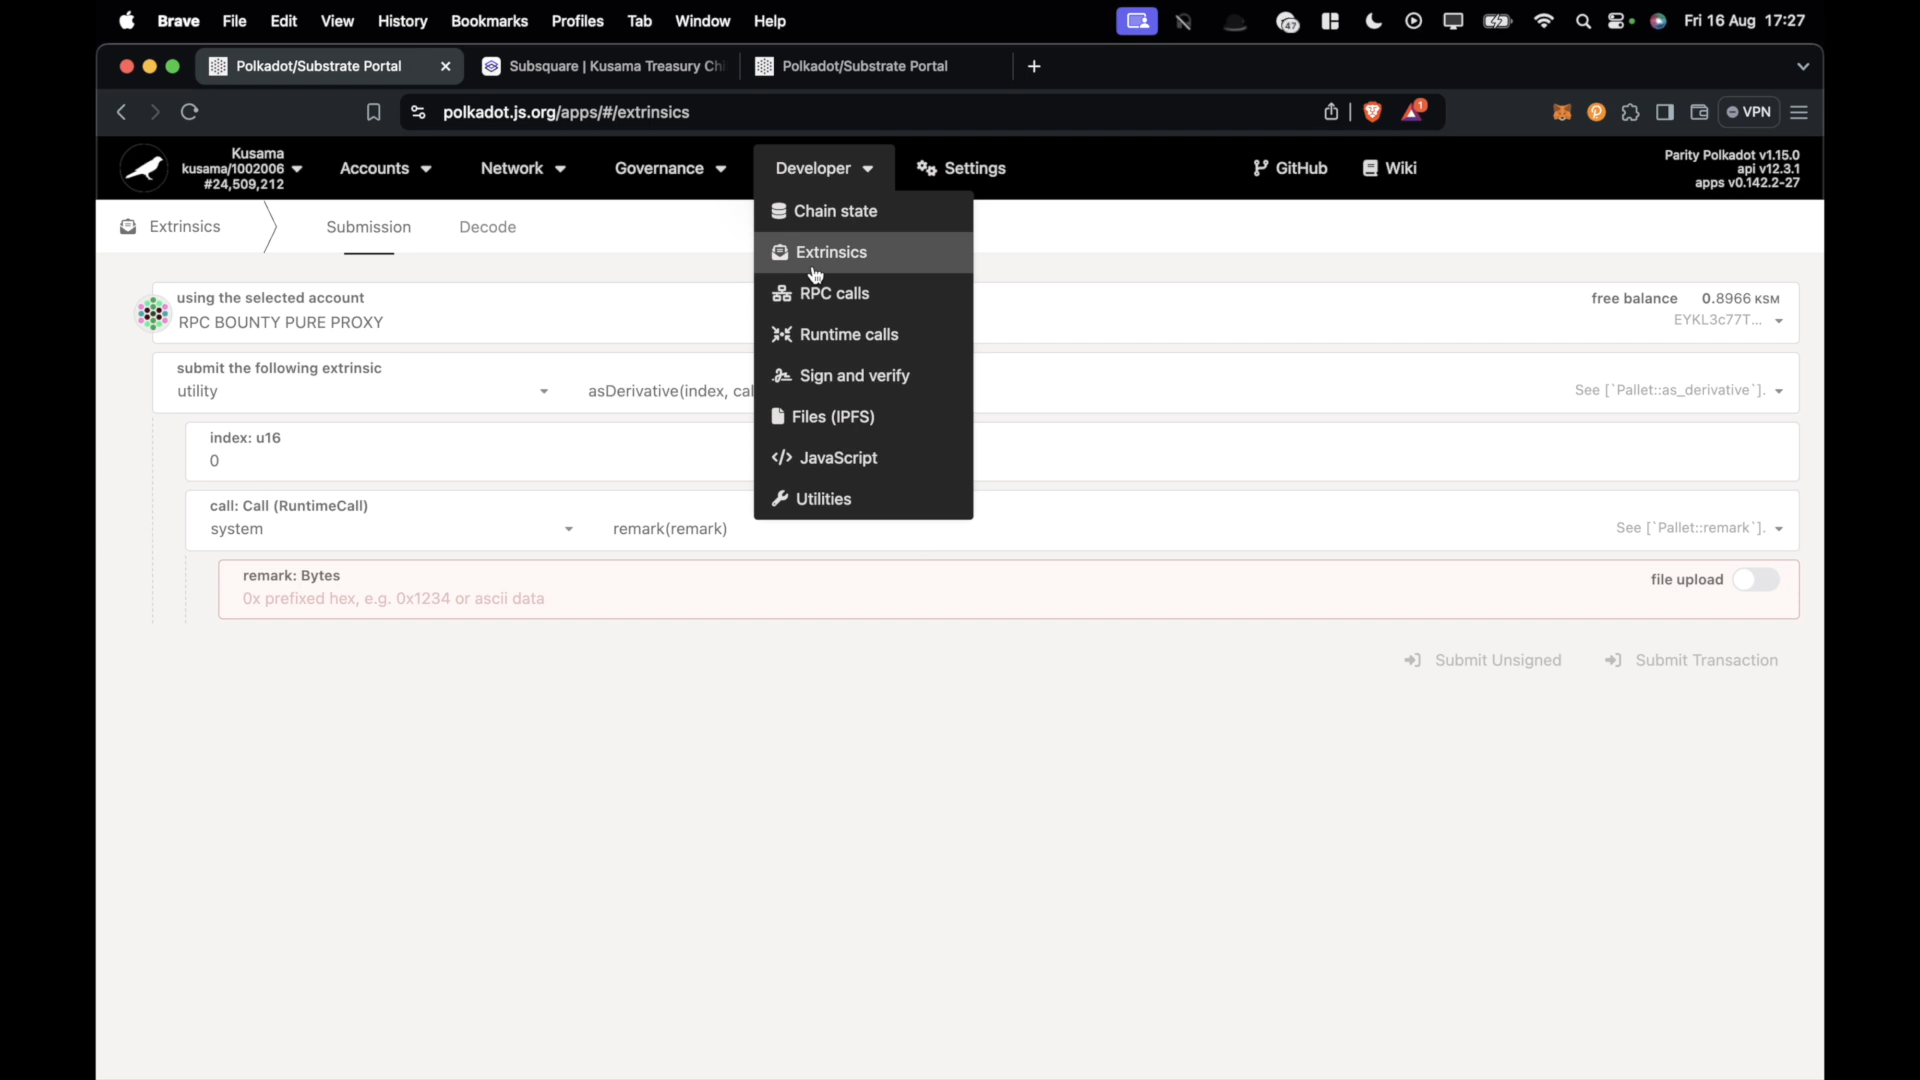 Brave File Edit View History Bookmarks Profiles Tab Window Help 47 Fri 16 Aug 17:27
Polkadot/Substrate Portal Subsquare | Kusama Treasury Chi Polkadot/Substrate Portal
polkadot.js.org/apps/#/extrinsics 1 VPN
Kusama
kusama/1002006
#24,509,212
Accounts Network Governance Developer Settings GitHub Wiki
Parity Polkadot v1.15.0
api v12.3.1
apps v0.142.2-27
Extrinsics Submission Decode
Chain state
Extrinsics
RPC calls
Runtime calls
Sign and verify
Files (IPFS)
JavaScript
Utilities
using the selected account
RPC BOUNTY PURE PROXY
free balance 0.8966 KSM
EYKL3c77T...
submit the following extrinsic
utility asDerivative(index, cal See [`Pallet::as_derivative`].
index: u16
0
call: Call (RuntimeCall)
system remark(remark) See [`Pallet::remark`].
remark: Bytes
0x prefixed hex, e.g. 0x1234 or ascii data
file upload
Submit Unsigned Submit Transaction